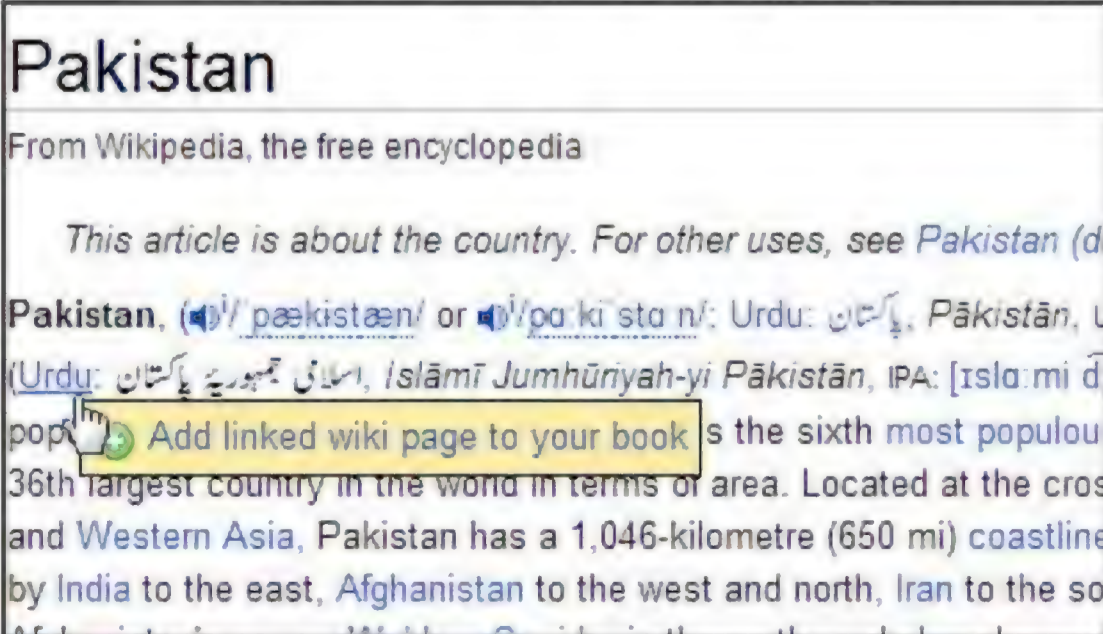 Pakistan
From Wikipedia, the free encyclopedia
This article is about the country. For other uses, see Pakistan (d
Pakistan, (/ˈpækɪstæn/ or /pɑːkiˈstɑːn/; Urdu: پاکستان, Pākistān, u
(Urdu: اسلامی جمہوریۂ پاکستان, Islāmī Jumhūriyah-yi Pākistān, IPA: [ɪslɑːmi d
pop Add linked wiki page to your book s the sixth most populou
36th largest country in the world in terms of area. Located at the cros
and Western Asia, Pakistan has a 1,046-kilometre (650 mi) coastline
by India to the east, Afghanistan to the west and north, Iran to the so